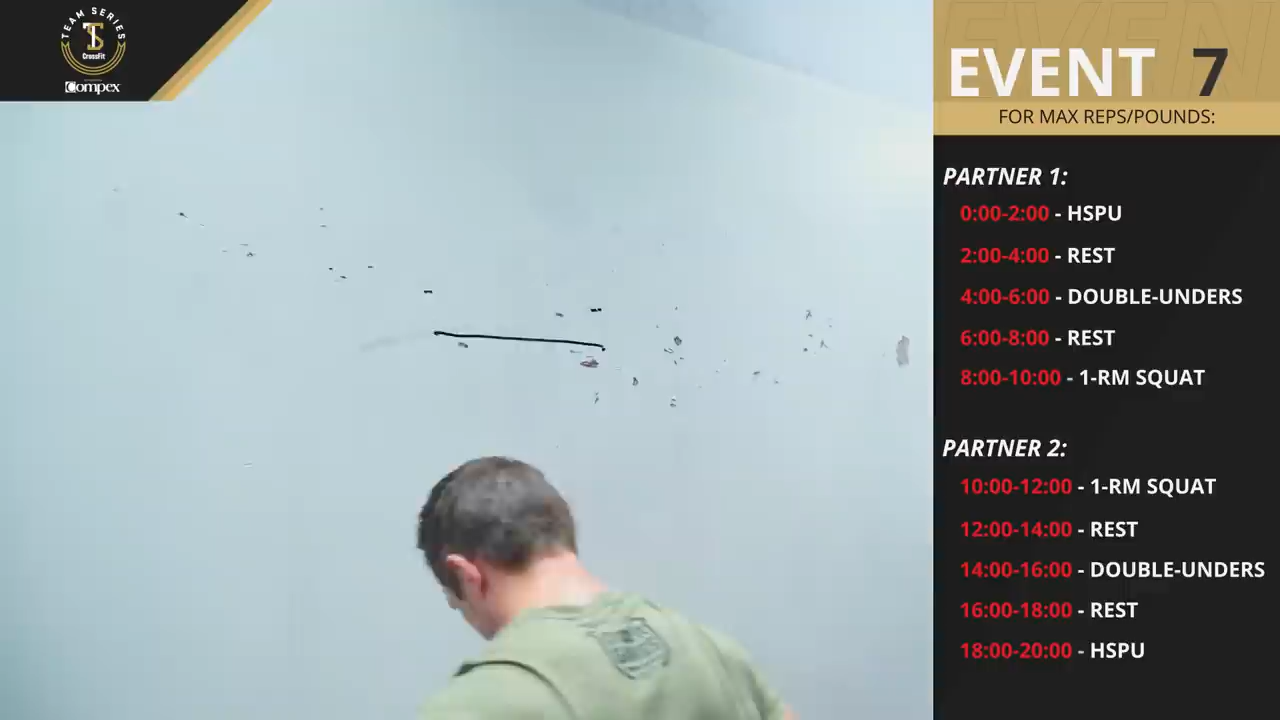 TEAM SERIES
TS
CrossFit
Compex
EVENT 7
FOR MAX REPS/POUNDS:
PARTNER 1:
0:00-2:00 - HSPU
2:00-4:00 - REST
4:00-6:00 - DOUBLE-UNDERS
6:00-8:00 - REST
8:00-10:00 - 1-RM SQUAT
PARTNER 2:
10:00-12:00 - 1-RM SQUAT
12:00-14:00 - REST
14:00-16:00 - DOUBLE-UNDERS
16:00-18:00 - REST
18:00-20:00 - HSPU